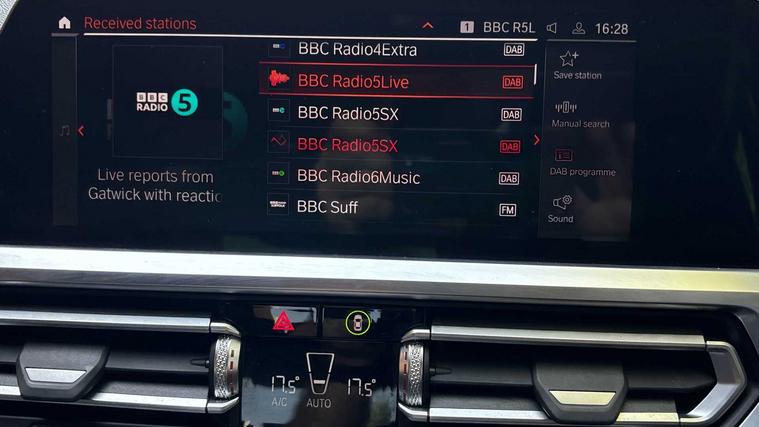 Received stations
1 BBC R5L 16:28
BBC RADIO 5
Live reports from
Gatwick with reactic
BBC Radio4Extra DAB
BBC Radio5Live DAB
BBC Radio5SX DAB
BBC Radio5SX DAB
BBC Radio6Music DAB
BBC Suff FM
Save station
Manual search
DAB programme
Sound
17.5° 17.5°
A/C AUTO